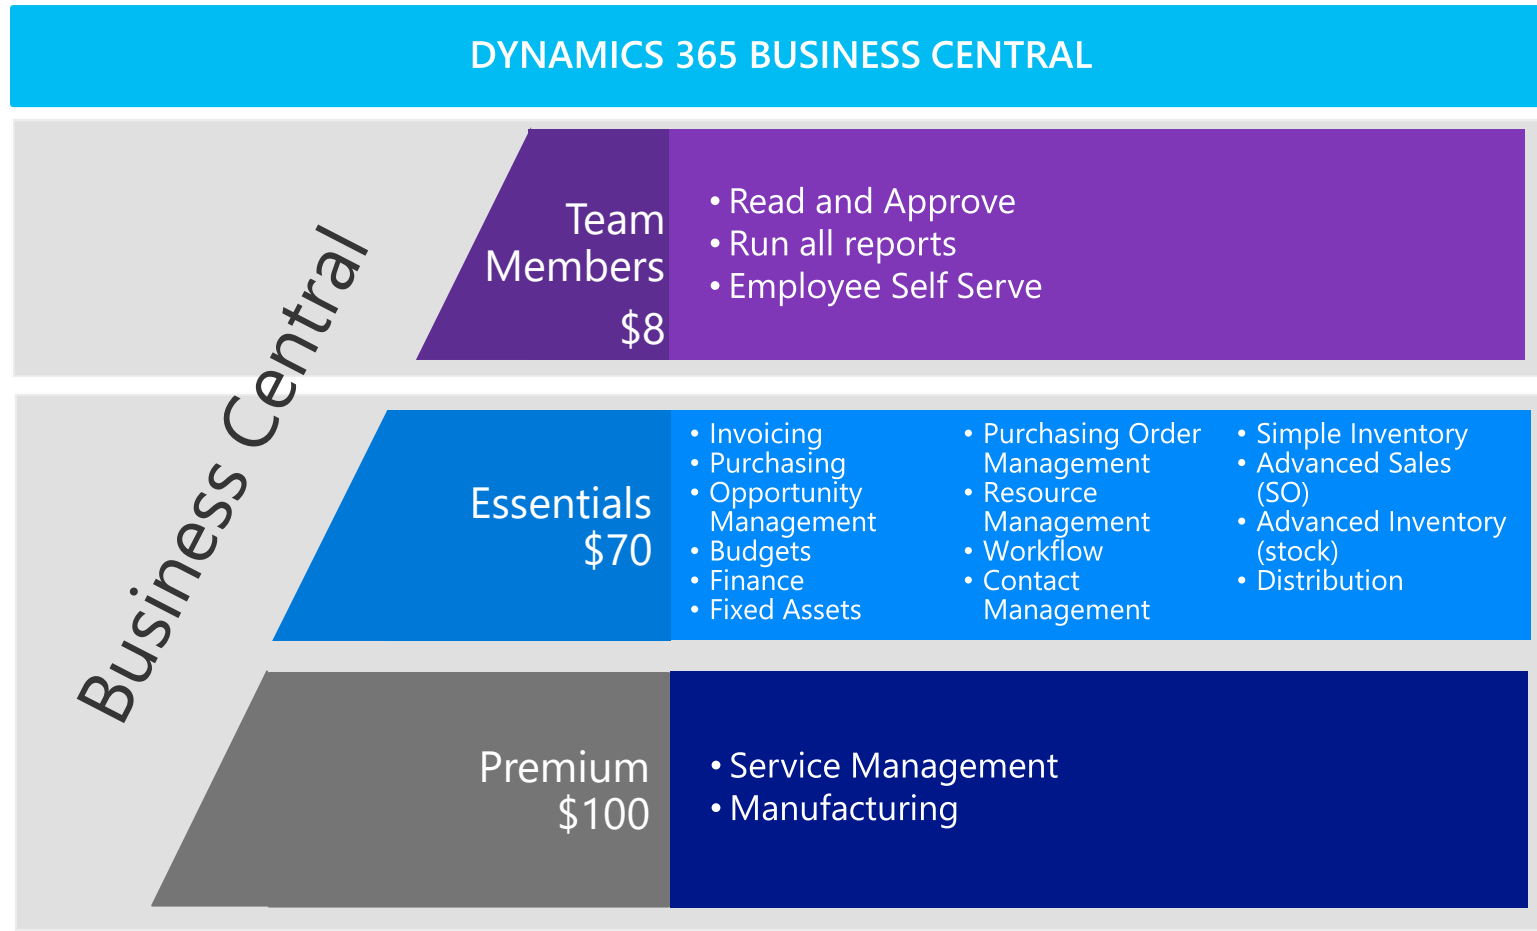 DYNAMICS 365 BUSINESS CENTRAL
Business Central
Team
Members
$8
• Read and Approve
• Run all reports
• Employee Self Serve
Essentials
$70
• Invoicing
• Purchasing
• Opportunity
Management
• Budgets
• Finance
• Fixed Assets
• Purchasing Order
Management
• Resource
Management
• Workflow
• Contact
Management
• Simple Inventory
• Advanced Sales
(SO)
• Advanced Inventory
(stock)
• Distribution
Premium
$100
• Service Management
• Manufacturing